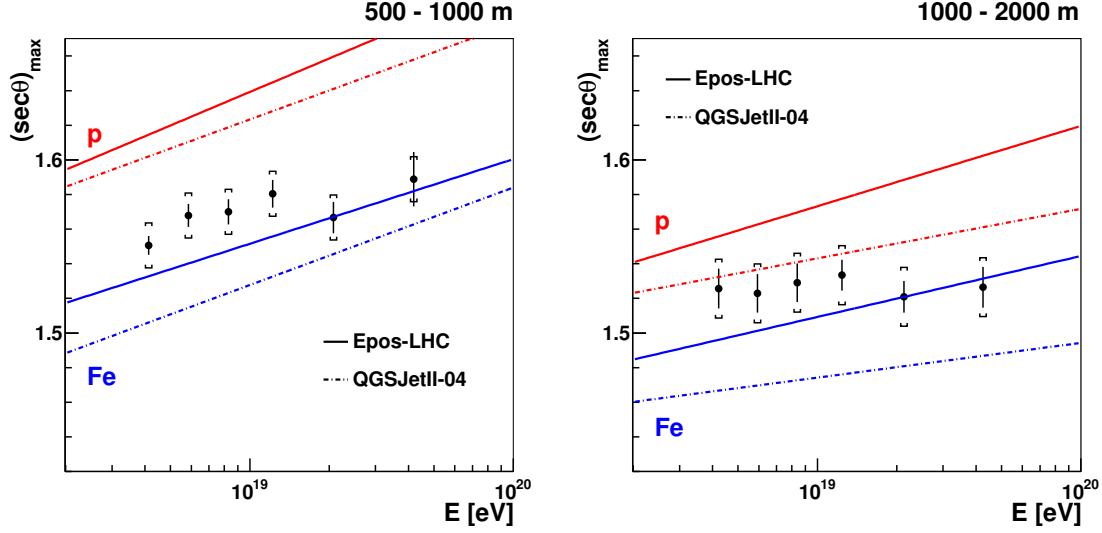 500 - 1000 m
(secθ)max
p
1.6
1.5
Fe
Epos-LHC
QGSJetII-04
10^19
10^20
E [eV]
1000 - 2000 m
(secθ)max
Epos-LHC
QGSJetII-04
1.6
p
1.5
Fe
10^19
10^20
E [eV]